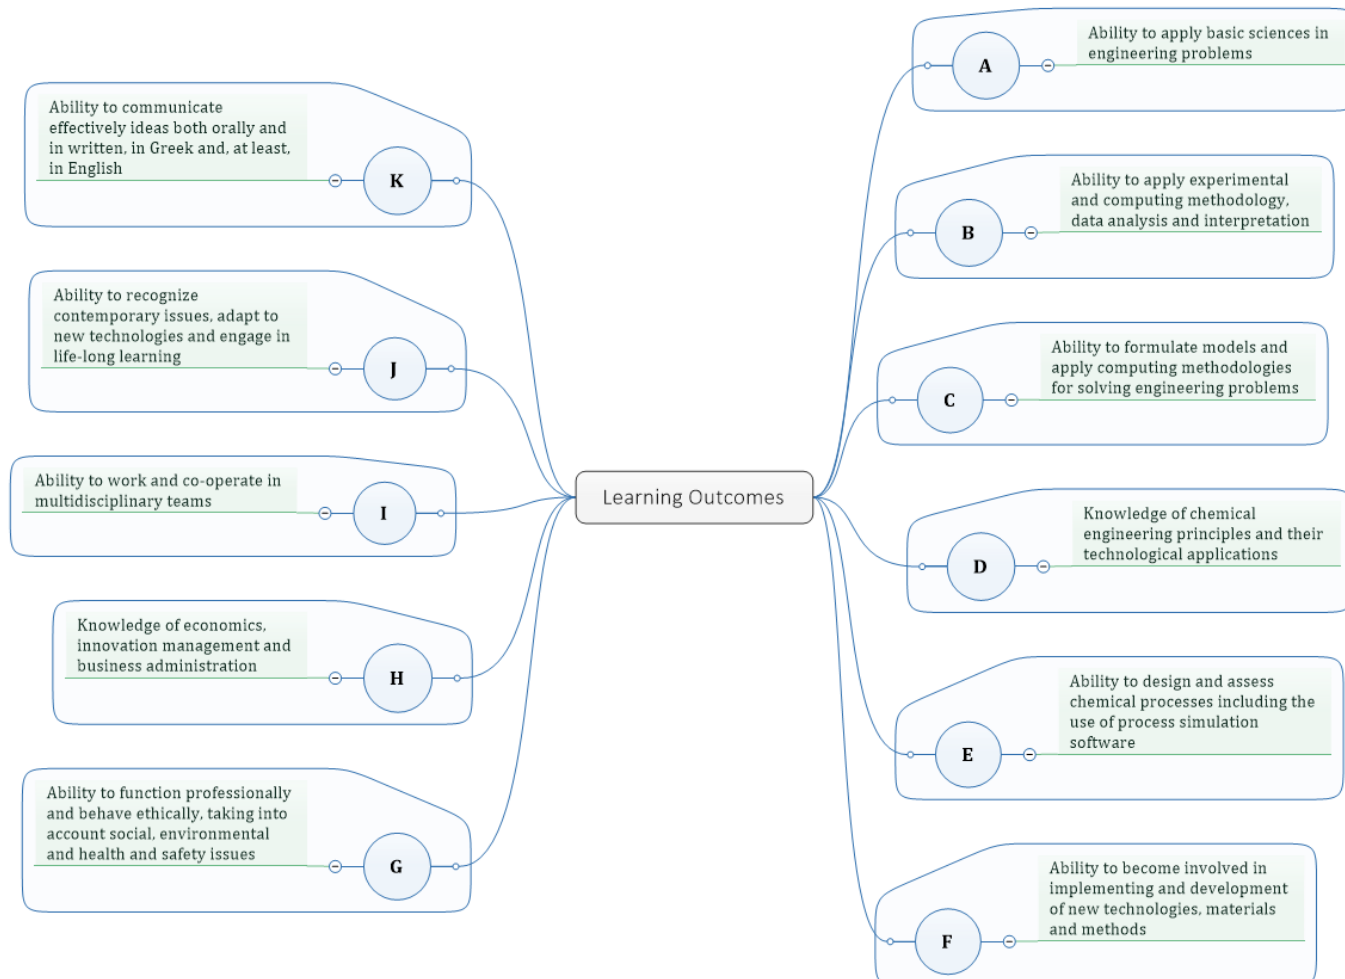 Learning Outcomes
A
Ability to apply basic sciences in
engineering problems
B
Ability to apply experimental
and computing methodology,
data analysis and interpretation
C
Ability to formulate models and
apply computing methodologies
for solving engineering problems
D
Knowledge of chemical
engineering principles and their
technological applications
E
Ability to design and assess
chemical processes including the
use of process simulation
software
F
Ability to become involved in
implementing and development
of new technologies, materials
and methods
G
Ability to function professionally
and behave ethically, taking into
account social, environmental
and health and safety issues
H
Knowledge of economics,
innovation management and
business administration
I
Ability to work and co-operate in
multidisciplinary teams
J
Ability to recognize
contemporary issues, adapt to
new technologies and engage in
life-long learning
K
Ability to communicate
effectively ideas both orally and
in written, in Greek and, at least,
in English